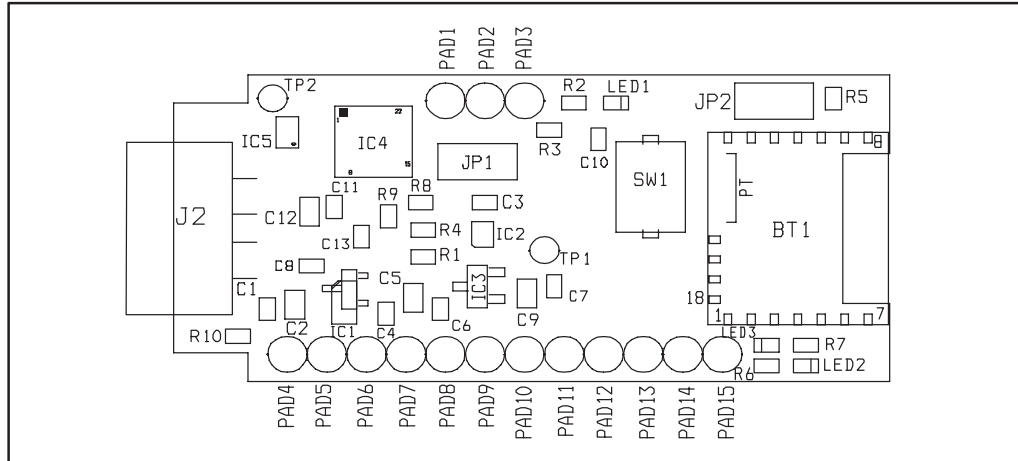 PAD1
PAD2
PAD3
TP2
R2
LED1
JP2
R5
IC5
1
22
IC4
8
15
R3
C10
JP1
SW1
8
PT
BT1
J2
C11
R9
R8
C3
C12
C13
R4
IC2
R1
TP1
C8
C5
IC3
C7
C1
C2
IC1
C4
C6
C9
18
1
7
R10
LED3
R7
R6
LED2
PAD4
PAD5
PAD6
PAD7
PAD8
PAD9
PAD10
PAD11
PAD12
PAD13
PAD14
PAD15